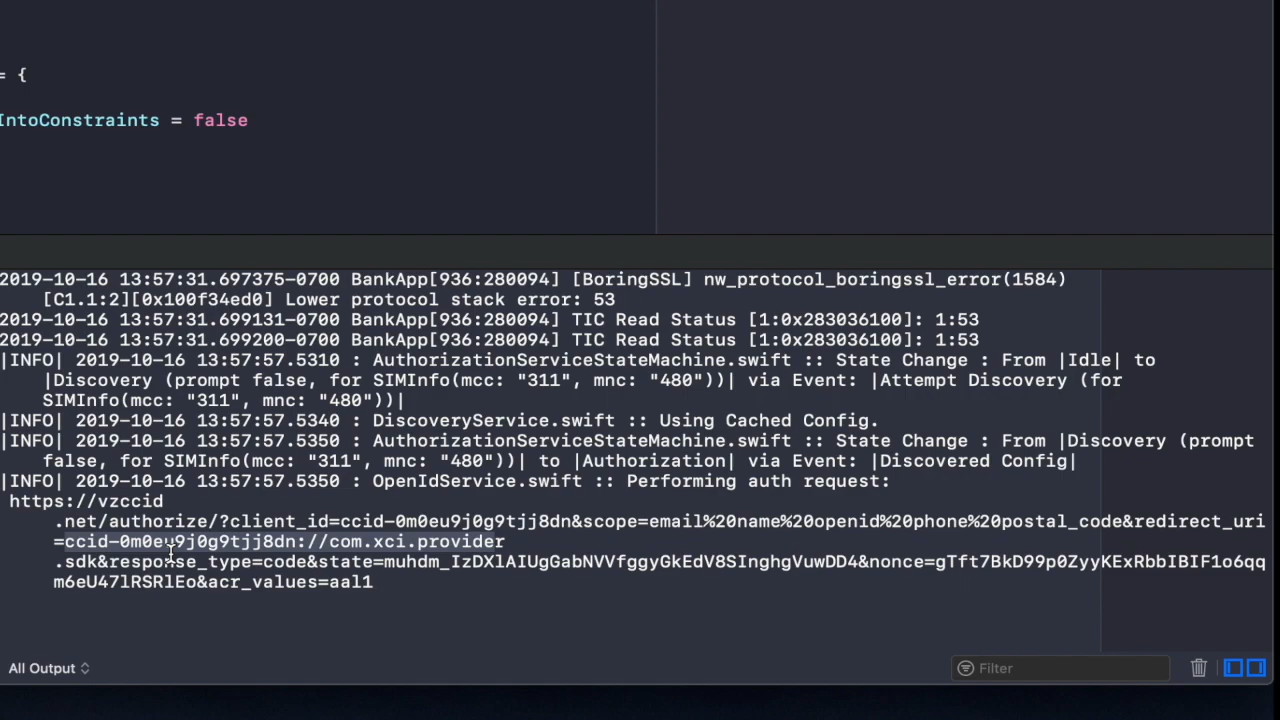 = {
IntoConstraints = false
2019-10-16 13:57:31.697375-0700 BankApp[936:280094] [BoringSSL] nw_protocol_boringssl_error(1584)
[C1.1:2][0x100f34ed0] Lower protocol stack error: 53
2019-10-16 13:57:31.699131-0700 BankApp[936:280094] TIC Read Status [1:0x283036100]: 1:53
2019-10-16 13:57:31.699200-0700 BankApp[936:280094] TIC Read Status [1:0x283036100]: 1:53
|INFO| 2019-10-16 13:57:57.5310 : AuthorizationServiceStateMachine.swift :: State Change : From |Idle| to
|Discovery (prompt false, for SIMInfo(mcc: "311", mnc: "480"))| via Event: |Attempt Discovery (for
SIMInfo(mcc: "311", mnc: "480"))|
|INFO| 2019-10-16 13:57:57.5340 : DiscoveryService.swift :: Using Cached Config.
|INFO| 2019-10-16 13:57:57.5350 : AuthorizationServiceStateMachine.swift :: State Change : From |Discovery (prompt
false, for SIMInfo(mcc: "311", mnc: "480"))| to |Authorization| via Event: |Discovered Config|
|INFO| 2019-10-16 13:57:57.5350 : OpenIdService.swift :: Performing auth request:
https://vzccid
.net/authorize/?client_id=ccid-0m0eu9j0g9tjj8dn&scope=email%20name%20openid%20phone%20postal_code&redirect_uri
=ccid-0m0eu9j0g9tjj8dn://com.xci.provider
.sdk&response_type=code&state=muhdm_IzDXlAIUgGabNVVfggyGkEdV8SInghgVuwDD4&nonce=gTft7BkD99p0ZyyKExRbbIBIF1o6qq
m6eU47lRSRlEo&acr_values=aal1
All Output
Filter